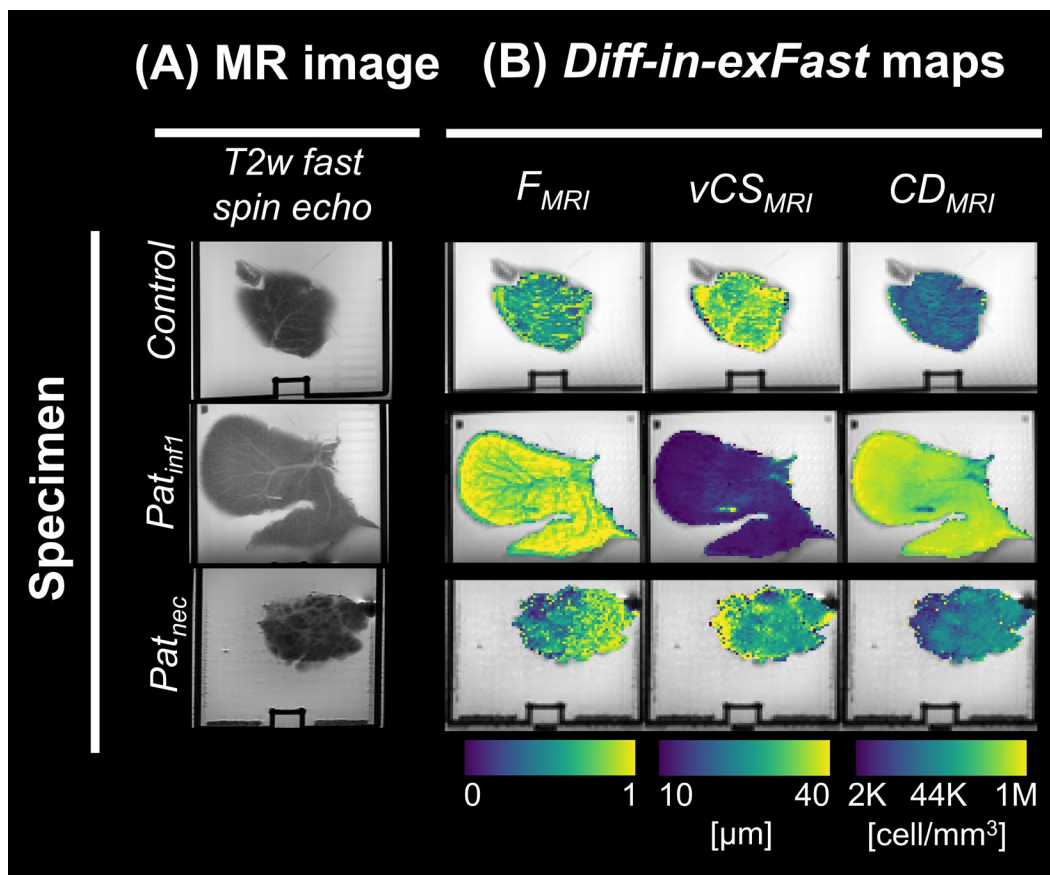 (A) MR image
(B) Diff-in-exFast maps
T2w fast
spin echo
F_MRI
vCS_MRI
CD_MRI
Specimen
Control
Pat_inf1
Pat_nec
0 1
10 40
[µm]
2K 44K 1M
[cell/mm³]